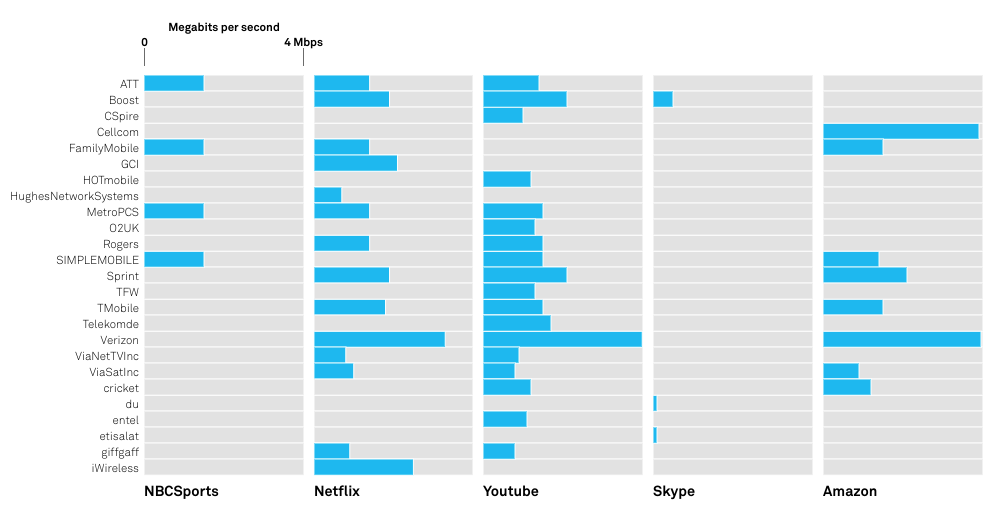 Megabits per second
0 4 Mbps
ATT
Boost
CSpire
Cellcom
FamilyMobile
GCI
HOTmobile
HughesNetworkSystems
MetroPCS
O2UK
Rogers
SIMPLEMOBILE
Sprint
TFW
TMobile
Telekomde
Verizon
ViaNetTVInc
ViaSatInc
cricket
du
entel
etisalat
giffgaff
iWireless
NBCSports Netflix Youtube Skype Amazon